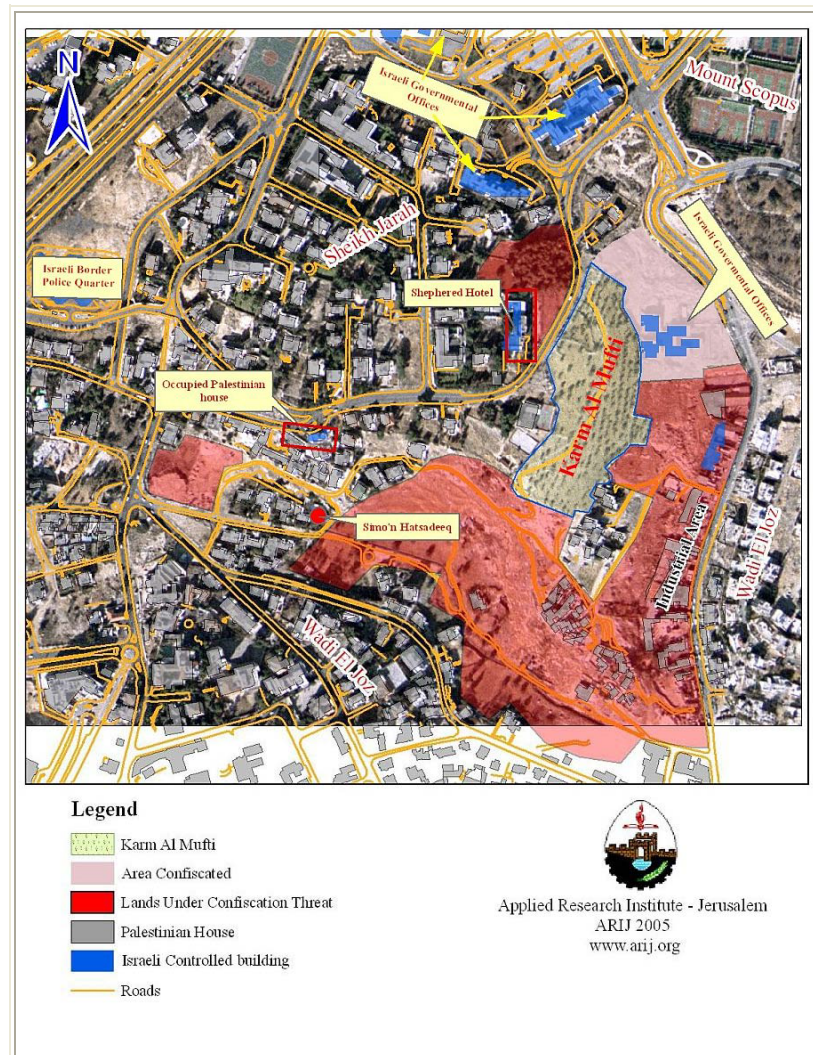 N
Israeli Governmental
Offices
Mount Scopus
Sheikh Jarah
Israeli Govermental
Offices
Israeli Border
Police Quarter
Shephered Hotel
Karm Al Mufti
Occupied Palestinian
house
Simo'n Hatsadeeq
Industrial Area
Wadi El Joz
Wadi El Joz
Legend
Karm Al Mufti
Area Confiscated
Lands Under Confiscation Threat
Palestinian House
Israeli Controlled building
Roads
Applied Research Institute - Jerusalem
ARIJ 2005
www.arij.org